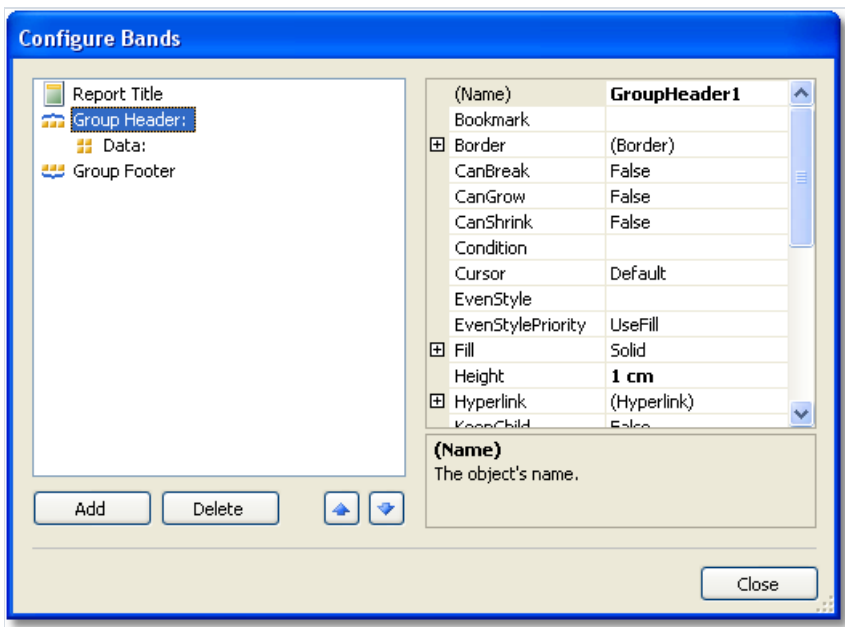 Configure Bands
Report Title
Group Header:
Data:
Group Footer
(Name) GroupHeader1
Bookmark
Border (Border)
CanBreak False
CanGrow False
CanShrink False
Condition
Cursor Default
EvenStyle
EvenStylePriority UseFill
Fill Solid
Height 1 cm
Hyperlink (Hyperlink)
KeepChild False
(Name)
The object's name.
Add Delete
Close